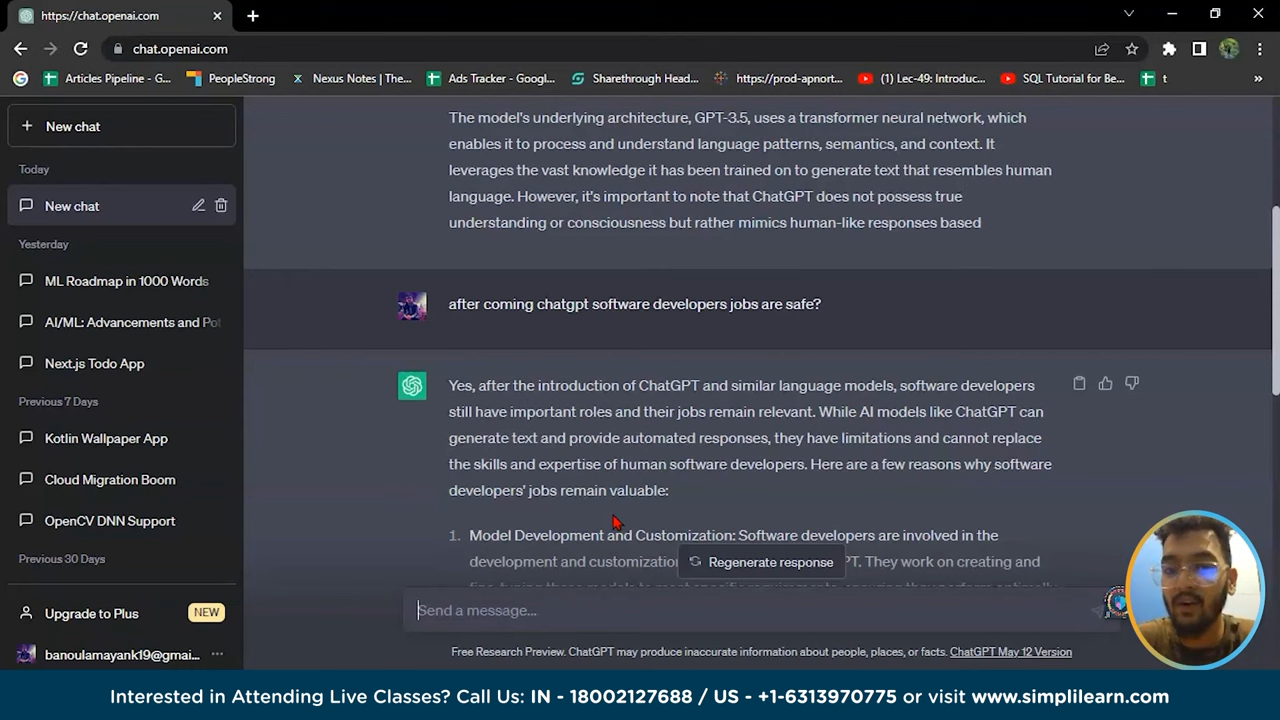 https://chat.openai.com
chat.openai.com
Articles Pipeline - G...
PeopleStrong
Nexus Notes | The...
Ads Tracker - Googl...
Sharethrough Head...
https://prod-apnort...
(1) Lec-49: Introduc...
SQL Tutorial for Be...
t
New chat
Today
New chat
Yesterday
ML Roadmap in 1000 Words
AI/ML: Advancements and Pot
Next.js Todo App
Previous 7 Days
Kotlin Wallpaper App
Cloud Migration Boom
OpenCV DNN Support
Previous 30 Days
Upgrade to Plus
NEW
banoulamayank19@gmai...
The model's underlying architecture, GPT-3.5, uses a transformer neural network, which
enables it to process and understand language patterns, semantics, and context. It
leverages the vast knowledge it has been trained on to generate text that resembles human
language. However, it's important to note that ChatGPT does not possess true
understanding or consciousness but rather mimics human-like responses based
after coming chatgpt software developers jobs are safe?
Yes, after the introduction of ChatGPT and similar language models, software developers
still have important roles and their jobs remain relevant. While AI models like ChatGPT can
generate text and provide automated responses, they have limitations and cannot replace
the skills and expertise of human software developers. Here are a few reasons why software
developers' jobs remain valuable:
1. Model Development and Customization: Software developers are involved in the
development and customization PT. They work on creating and
Regenerate response
Send a message...
Free Research Preview. ChatGPT may produce inaccurate information about people, places, or facts. ChatGPT May 12 Version
Interested in Attending Live Classes? Call Us: IN - 18002127688 / US - +1-6313970775 or visit www.simplilearn.com